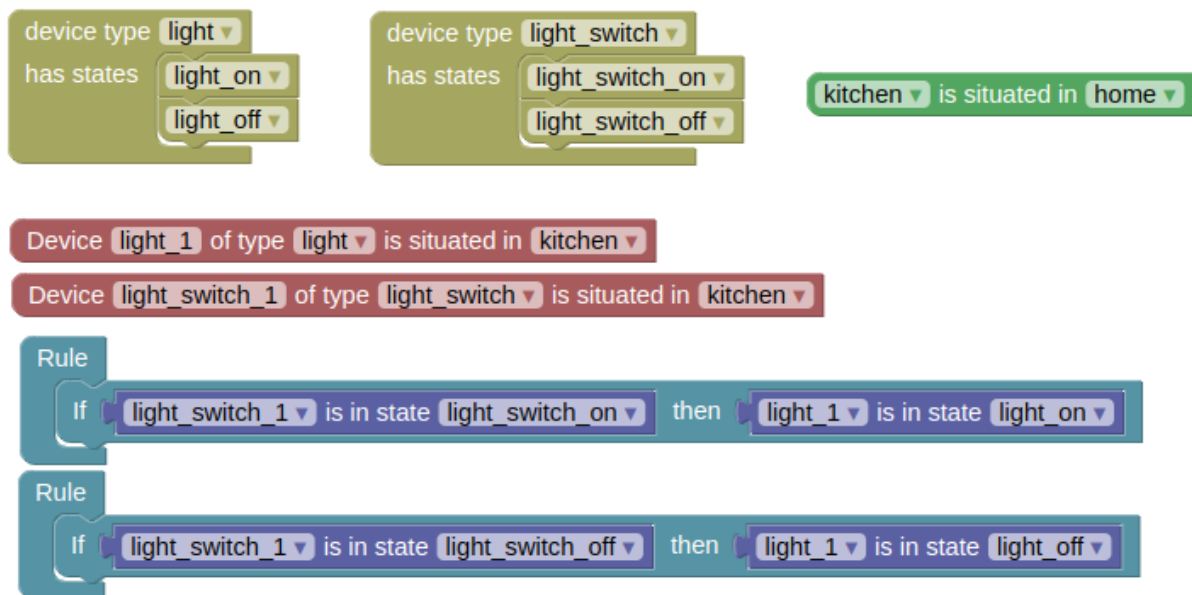 device type light
has states light_on
light_off
device type light_switch
has states light_switch_on
light_switch_off
kitchen is situated in home
Device light_1 of type light is situated in kitchen
Device light_switch_1 of type light_switch is situated in kitchen
Rule
If light_switch_1 is in state light_switch_on then light_1 is in state light_on
Rule
If light_switch_1 is in state light_switch_off then light_1 is in state light_off